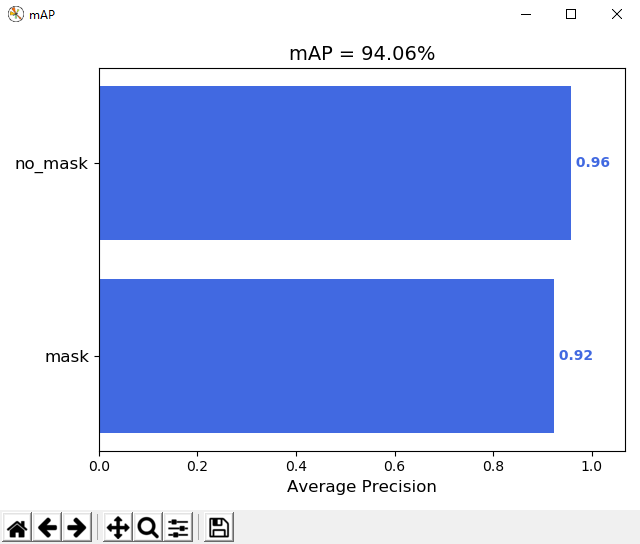 mAP
mAP = 94.06%
no_mask
0.96
mask
0.92
0.0 0.2 0.4 0.6 0.8 1.0
Average Precision